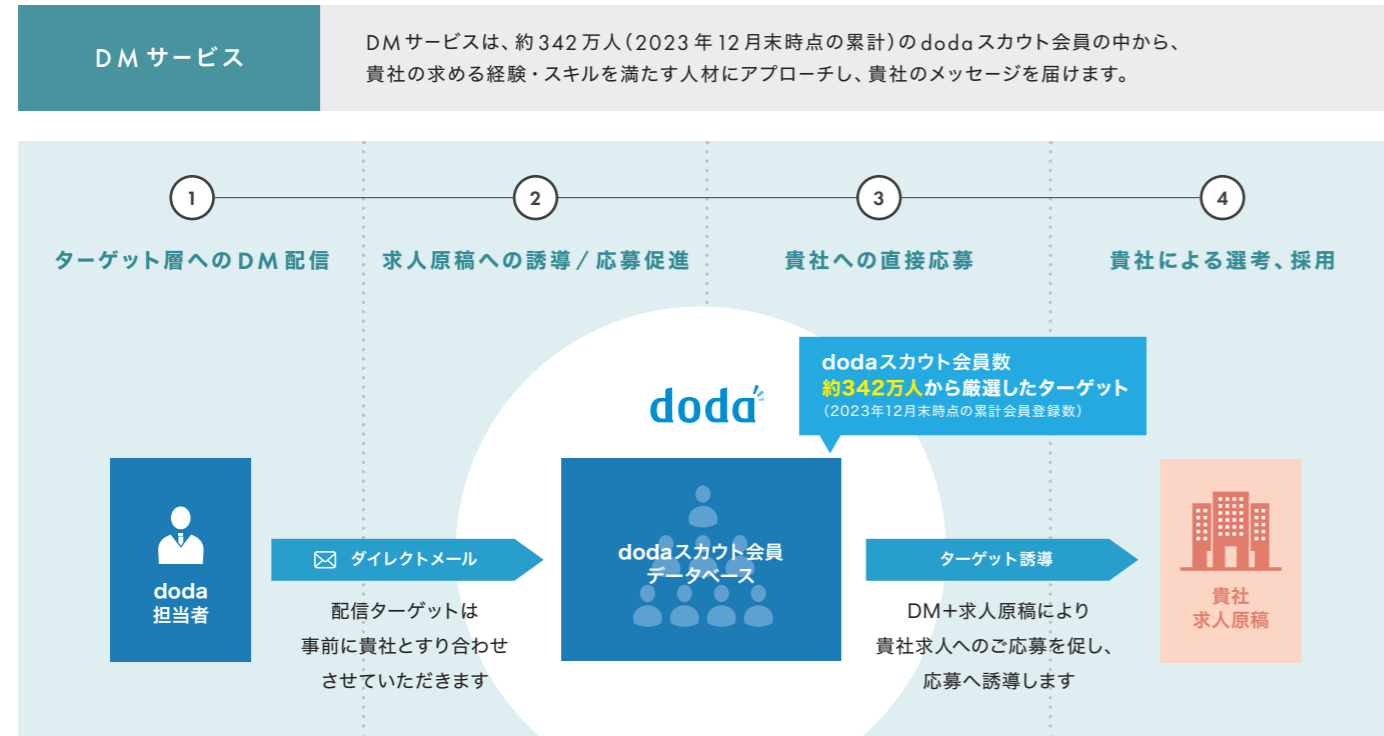 DMサービス
DMサービスは、約342万人（2023年12月末時点の累計）のdodaスカウト会員の中から、
貴社の求める経験・スキルを満たす人材にアプローチし、貴社のメッセージを届けます。
1
2
3
4
ターゲット層へのDM配信
求人原稿への誘導/応募促進
貴社への直接応募
貴社による選考、採用
doda
dodaスカウト会員数
約342万人から厳選したターゲット
（2023年12月末時点の累計会員登録数）
doda
担当者
ダイレクトメール
配信ターゲットは
事前に貴社とすり合わせ
させていただきます
dodaスカウト会員
データベース
ターゲット誘導
DM+求人原稿により
貴社求人へのご応募を促し、
応募へ誘導します
貴社
求人原稿